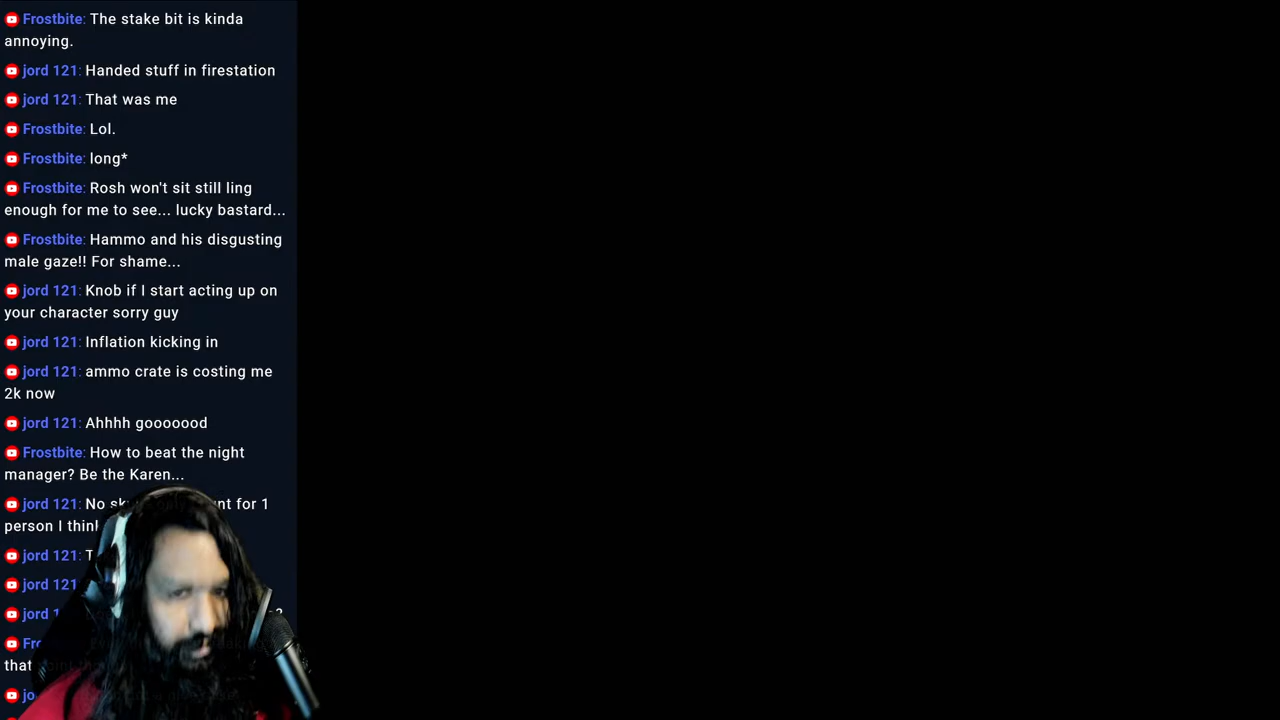 Frostbite: The stake bit is kinda
annoying.
jord 121: Handed stuff in firestation
jord 121: That was me
Frostbite: Lol.
Frostbite: long*
Frostbite: Rosh won't sit still ling
enough for me to see... lucky bastard...
Frostbite: Hammo and his disgusting
male gaze!! For shame...
jord 121: Knob if I start acting up on
your character sorry guy
jord 121: Inflation kicking in
jord 121: ammo crate is costing me
2k now
jord 121: Ahhhh gooooood
Frostbite: How to beat the night
manager? Be the Karen...
jord 121: No for 1
person I think
jord 121:
jord 121
jord
that